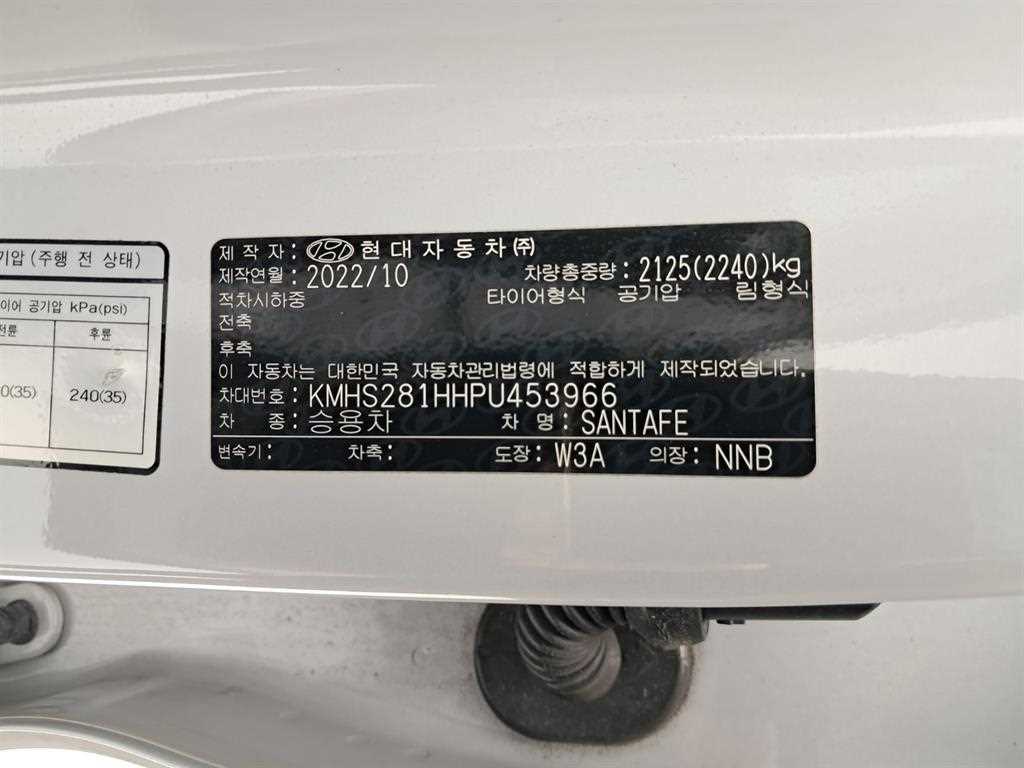 기압 (주행 전 상태)
이어 공기압 kPa(psi)
전륜 후륜
0(35) 240(35)
제 작 자 : 현 대 자 동 차 ㈜
제작연월 : 2022/10 차량총중량 : 2125(2240)kg
적차시하중 타이어형식 공기압 림형식
전축
후축
이 자동차는 대한민국 자동차관리법령에 적합하게 제작되었습니다.
차대번호 : KMHS281HHPU453966
차 종 : 승용차 차 명 : SANTAFE
변속기 : 차축 : 도장 : W3A 의장 : NNB